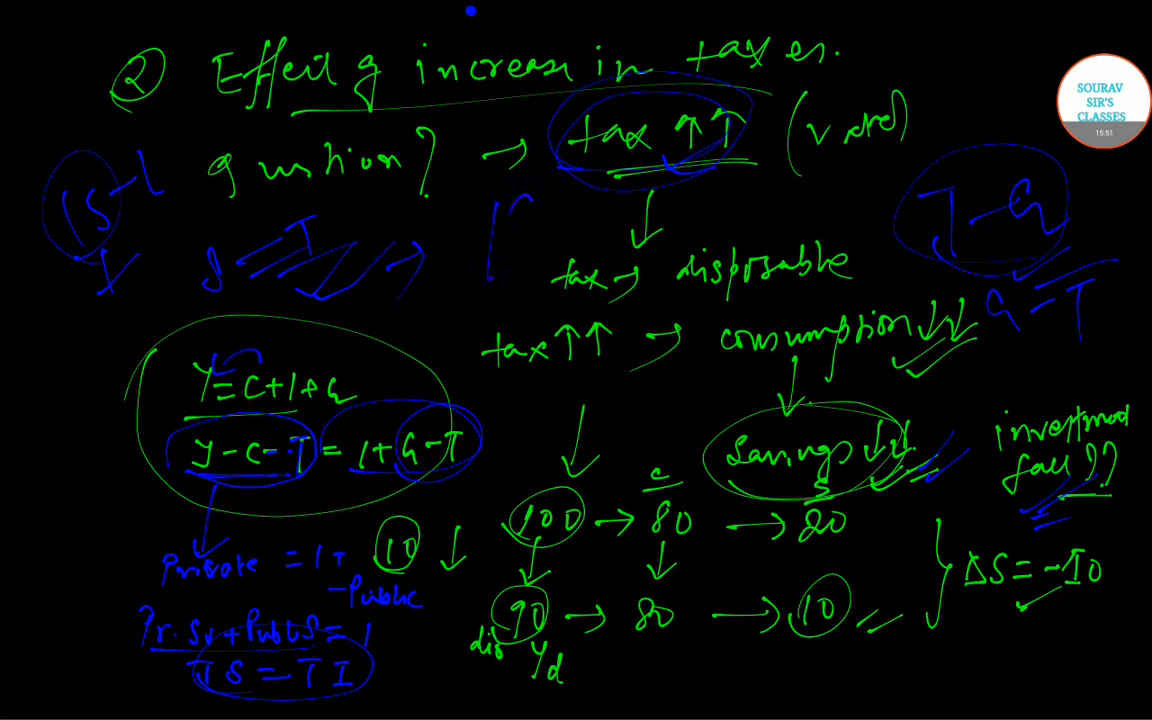 ② Effect of increase in taxes.
question? → tax ↑↑
SOURAV
SIR'S
CLASSES
15:51
IS-L
T-G
G = T
tax → disposable
tax ↑↑ → consumption ↓↓
Savings ↓↓
investment
fall ??
Y = C + I + G
Y - C - T = I + G - T
Private = I +
- Public
Pr. Sv + Publ S = I
TS = TI
C
S
100 → 80 → 20
10 ↓
90 → 80 → 10
dis Yd
ΔS = -10